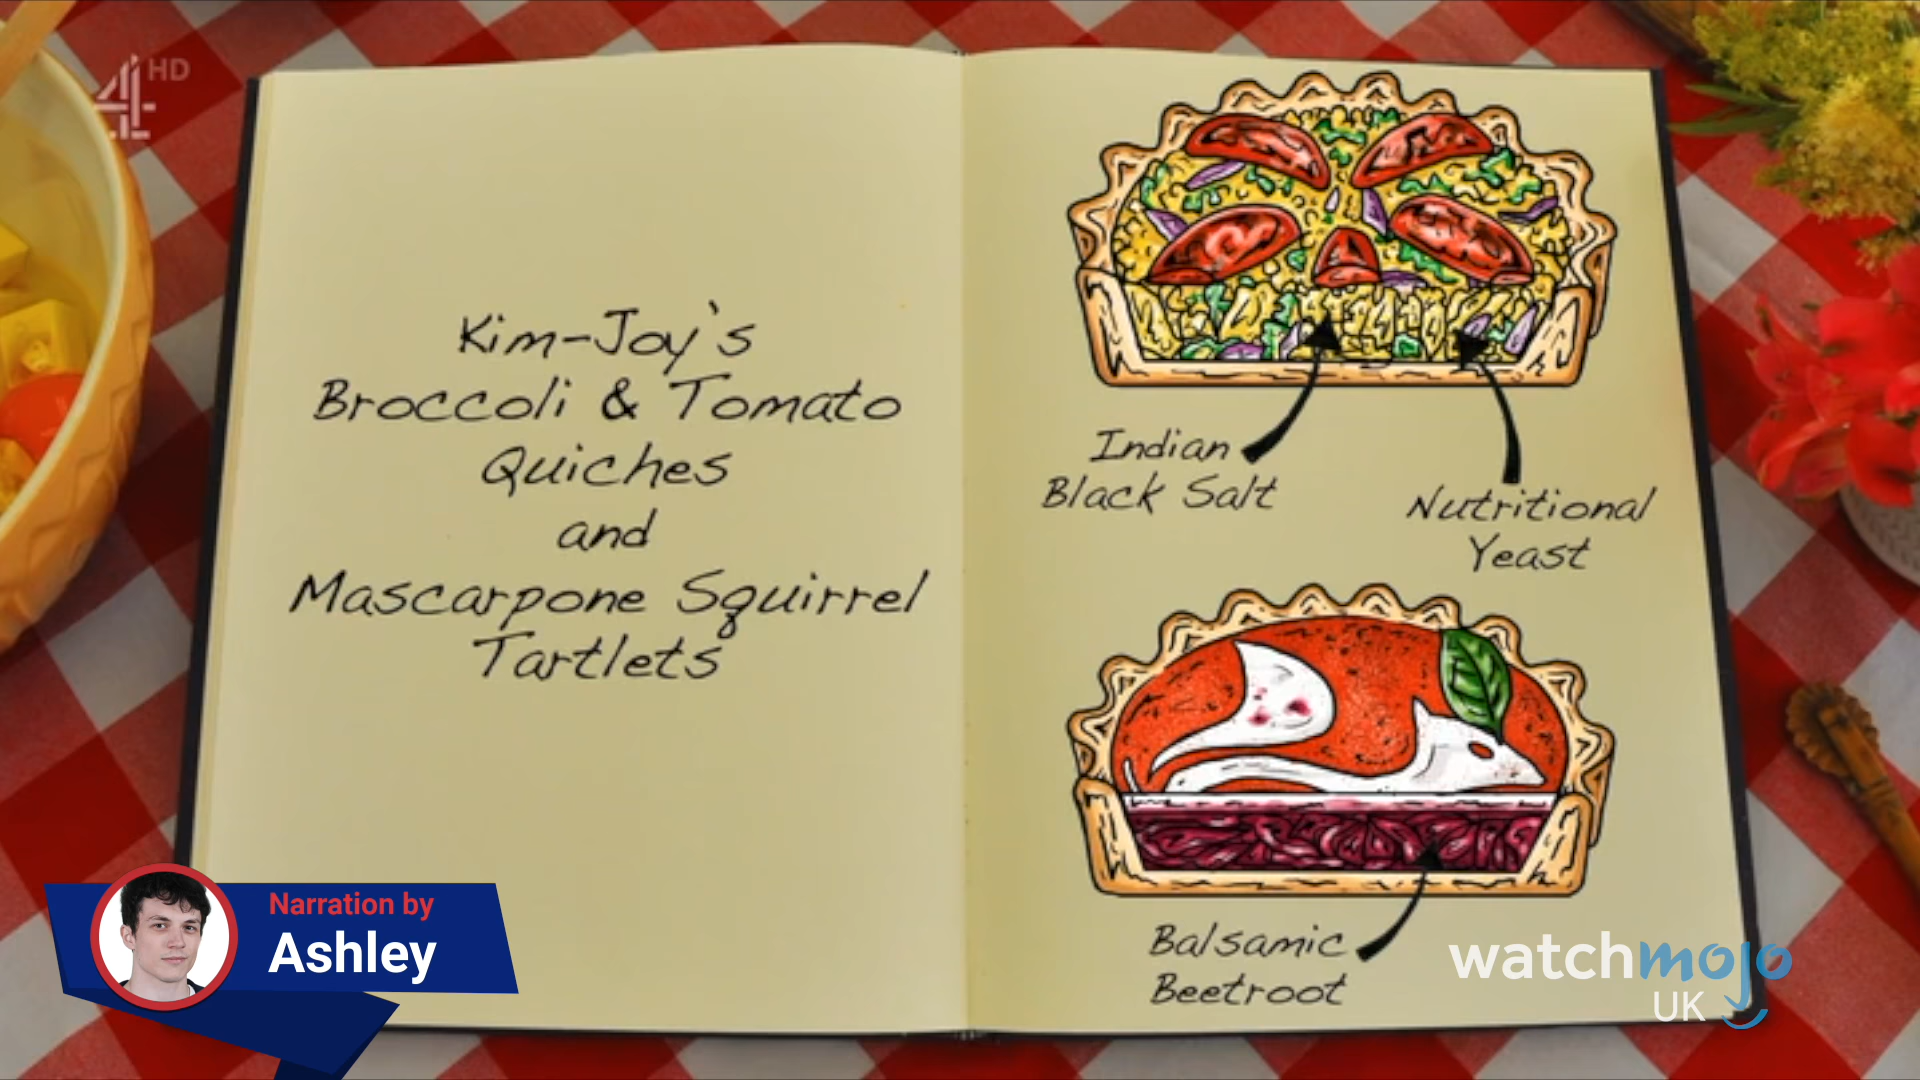 4 HD
Kim-Joy's
Broccoli & Tomato
Quiches
and
Mascarpone Squirrel
Tartlets
Indian
Black Salt
Nutritional
Yeast
Balsamic
Beetroot
Narration by
Ashley
watchmojo
UK